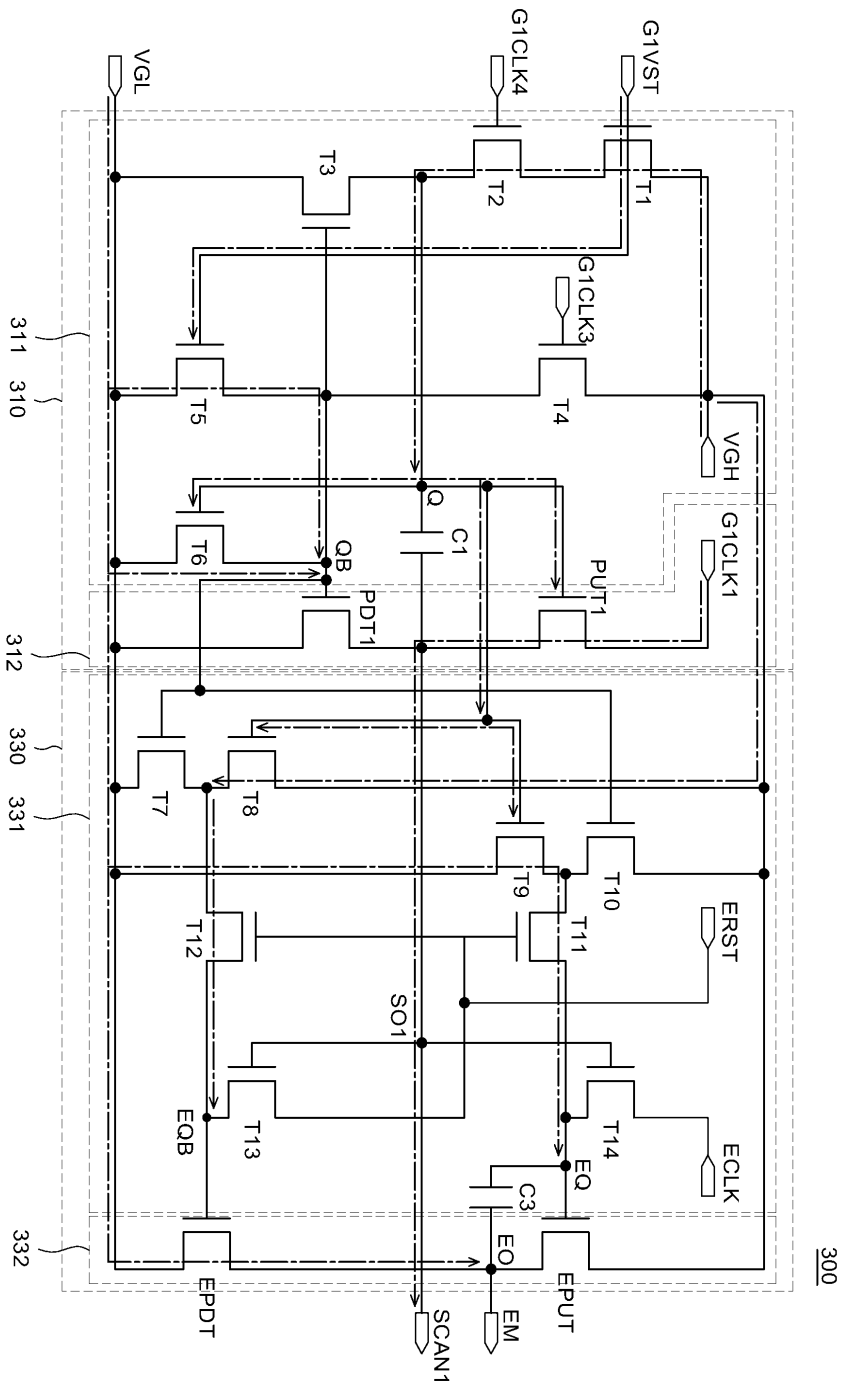 300
G1VST
G1CLK4
VGL
T1
T2
T3
G1CLK3
T4
T5
VGH
G1CLK1
Q
C1
QB
T6
PUT1
PDT1
T7
T8
T9
T10
T11
T12
ERST
SO1
T13
T14
ECLK
EQB
EQ
C3
EO
EPUT
EPDT
EM
SCAN1
311
310
312
330
331
332